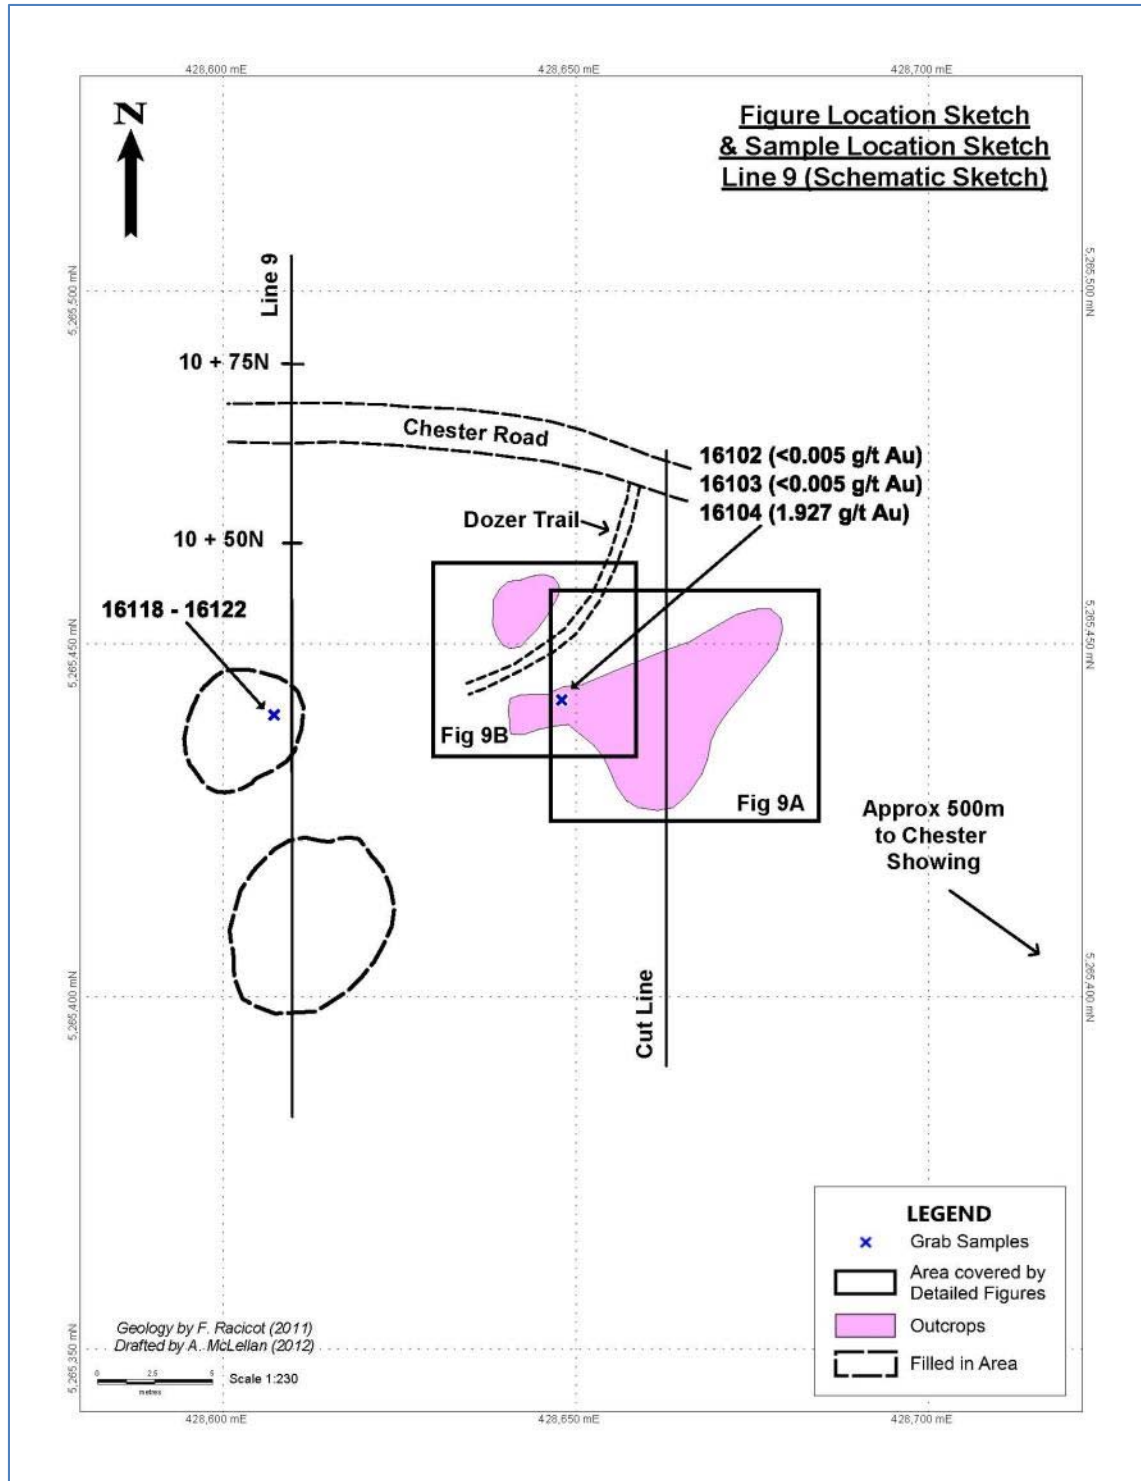 428,600 mE
428,650 mE
428,700 mE
N
Figure Location Sketch
& Sample Location Sketch
Line 9 (Schematic Sketch)
5,265,500 mN
5,265,500 mN
Line 9
10 + 75N
Chester Road
16102 (<0.005 g/t Au)
16103 (<0.005 g/t Au)
16104 (1.927 g/t Au)
Dozer Trail
10 + 50N
16118 - 16122
5,265,450 mN
5,265,450 mN
Fig 9B
Fig 9A
Approx 500m
to Chester
Showing
5,265,400 mN
5,265,400 mN
Cut Line
LEGEND
Grab Samples
Area covered by
Detailed Figures
Outcrops
Filled in Area
Geology by F. Racicot (2011)
Drafted by A. McLellan (2012)
5,265,350 mN
0 2.5 5
metres
Scale 1:230
428,600 mE
428,650 mE
428,700 mE